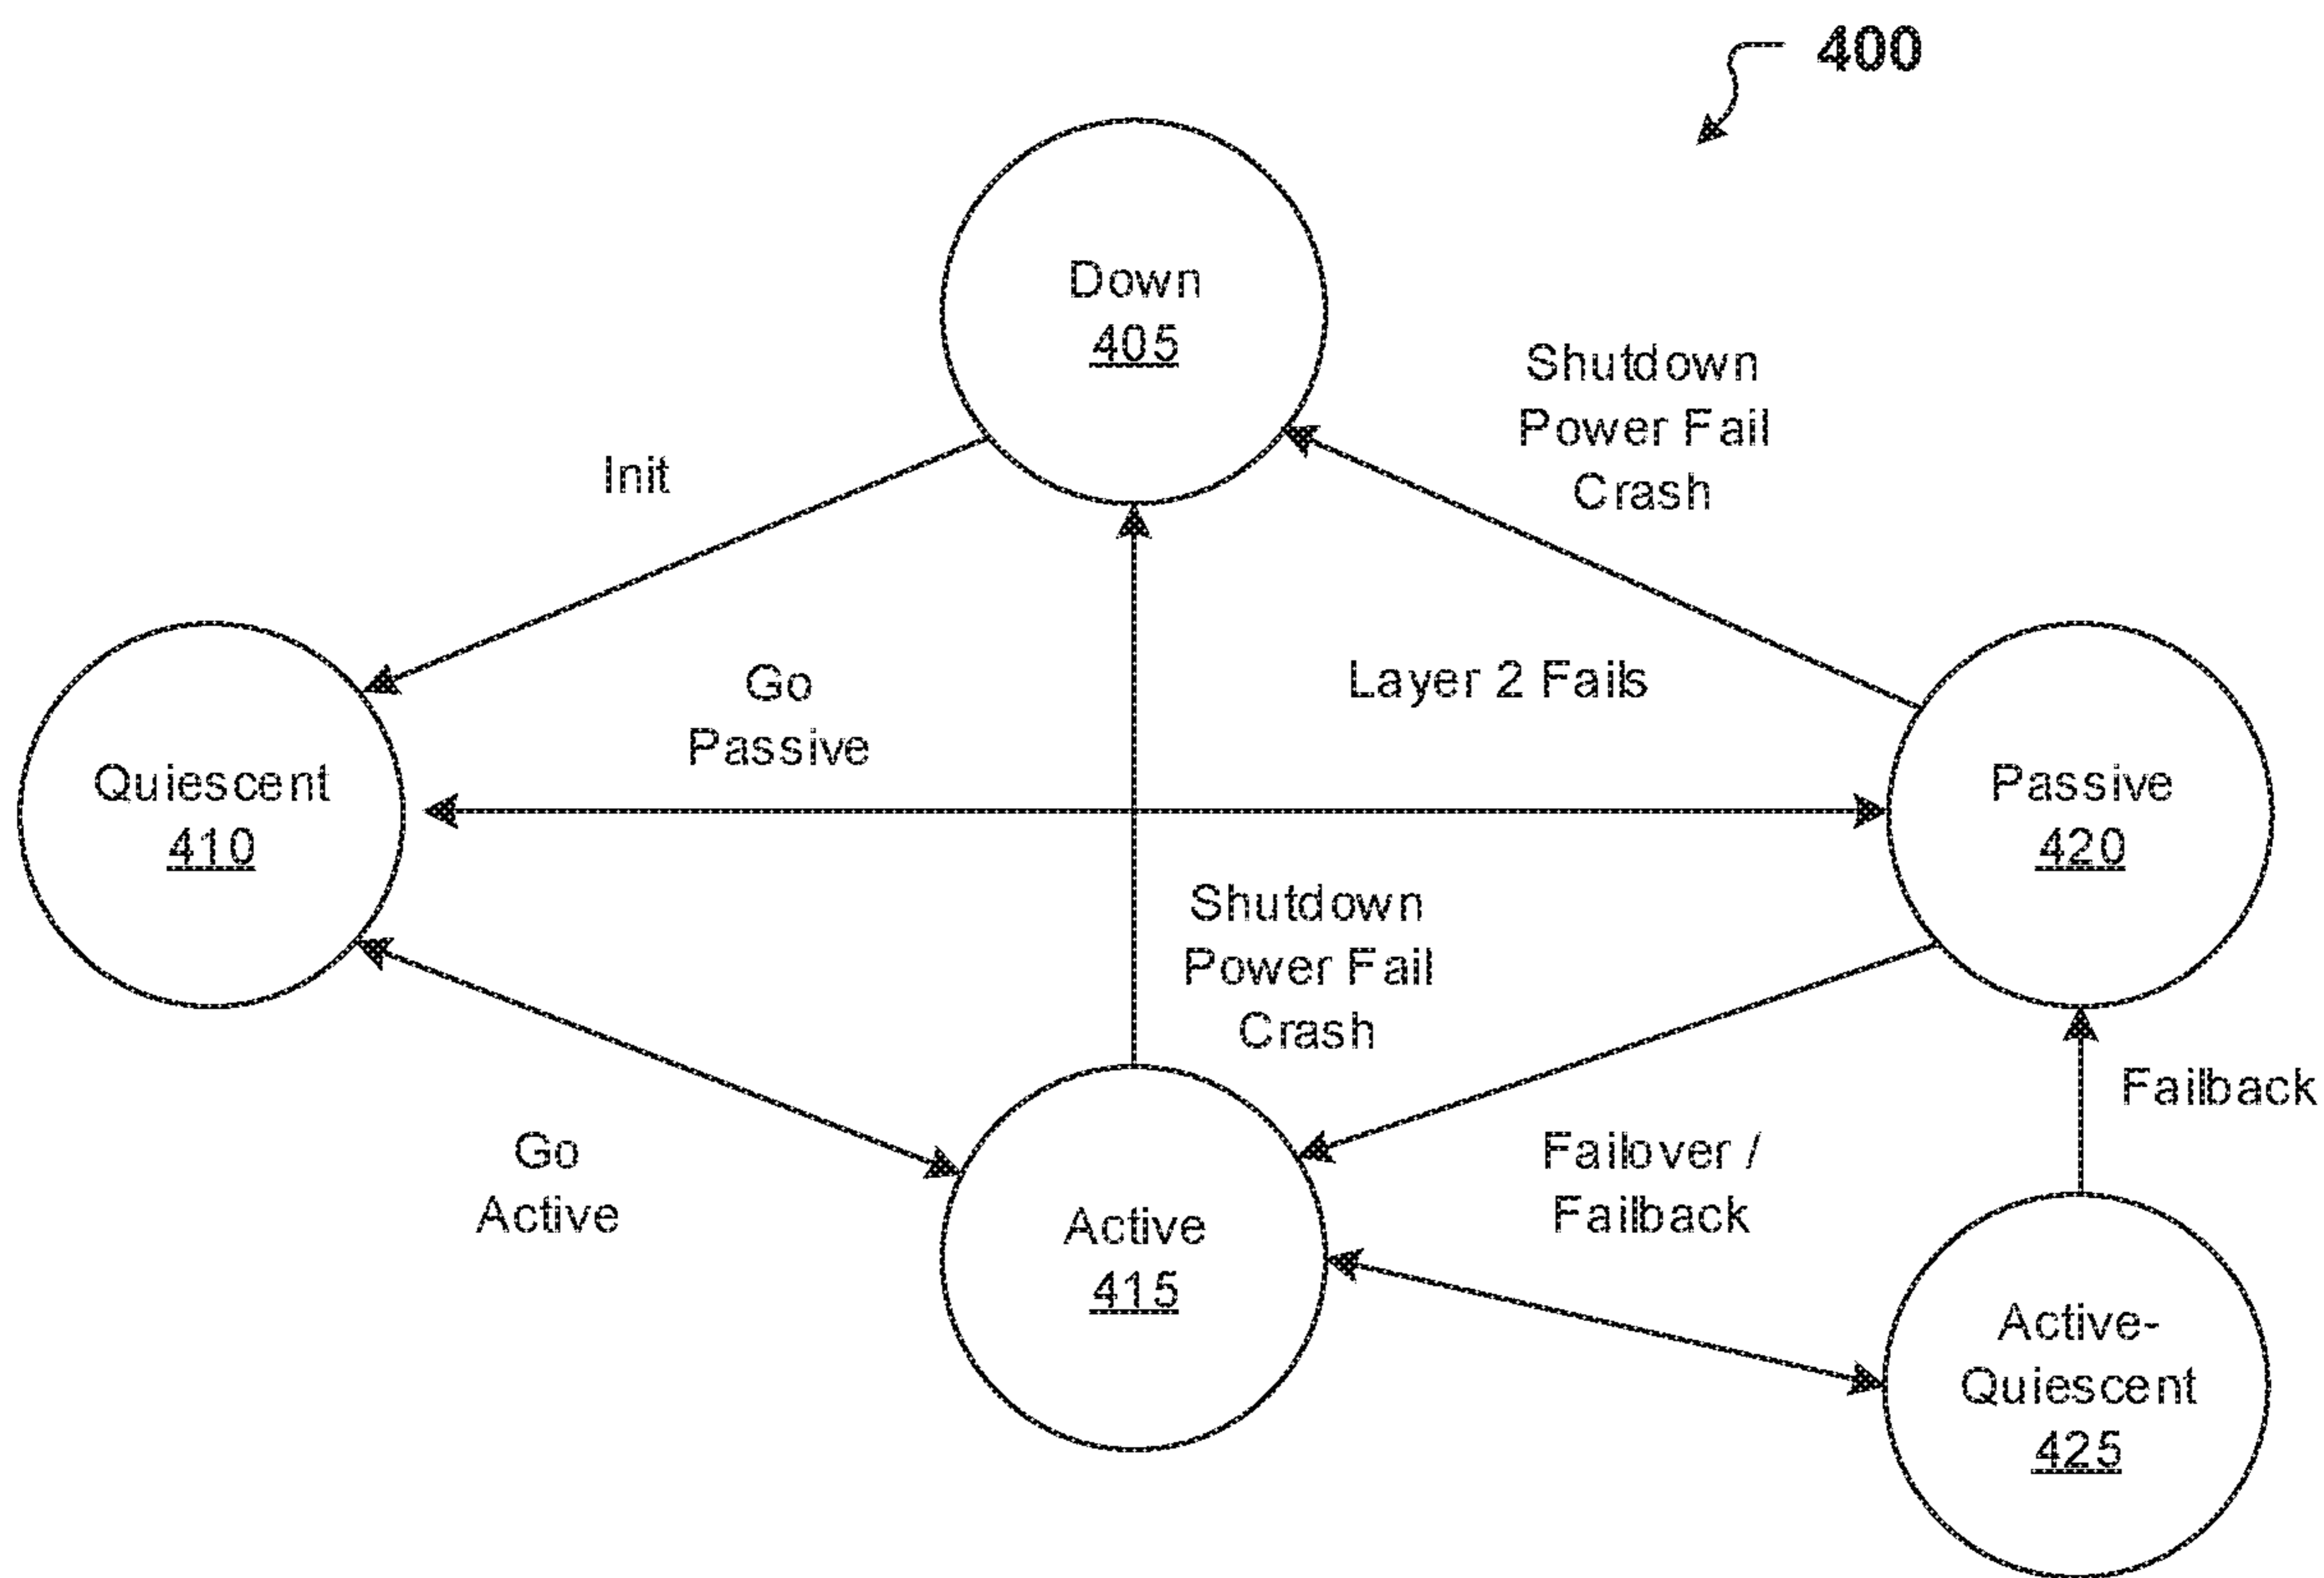 400
Down
405
Shutdown
Power Fail
Crash
Init
Go
Passive
Layer 2 Fails
Quiescent
410
Passive
420
Shutdown
Power Fail
Crash
Failback
Go
Active
Failover /
Failback
Active
415
Active-
Quiescent
425